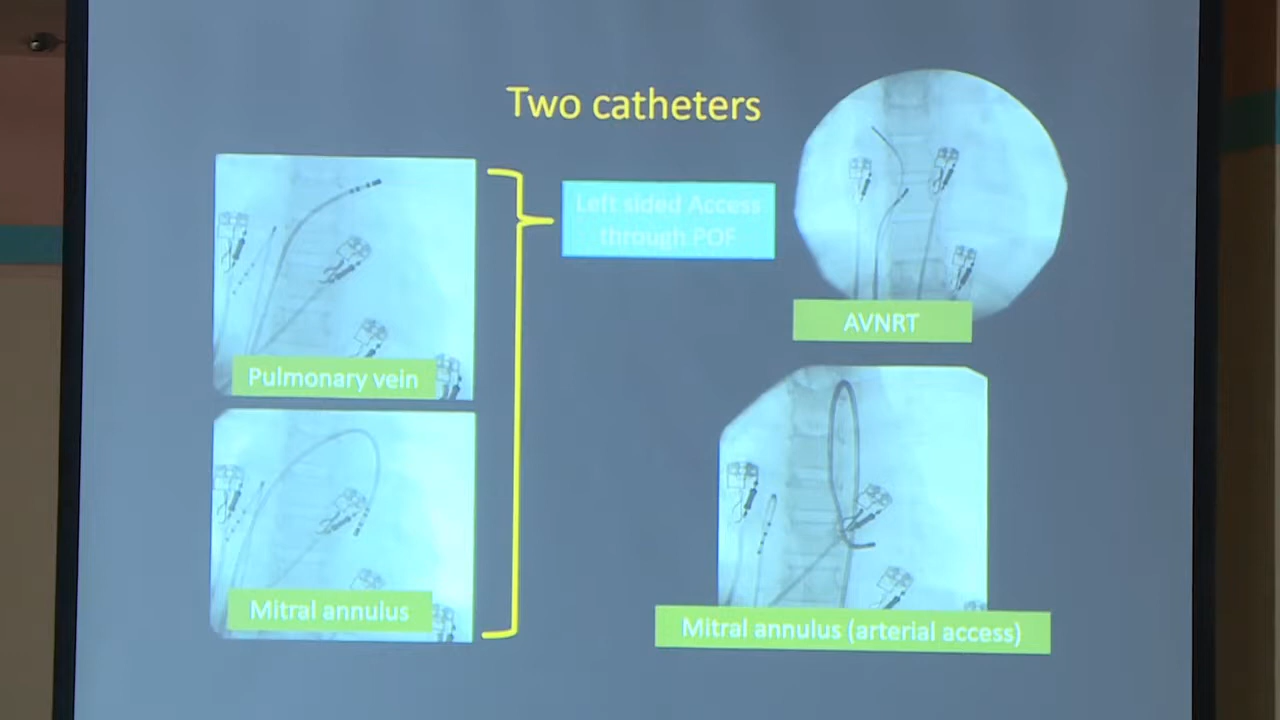 Two catheters
Left sided Access
through POF
AVNRT
Pulmonary vein
Mitral annulus
Mitral annulus (arterial access)